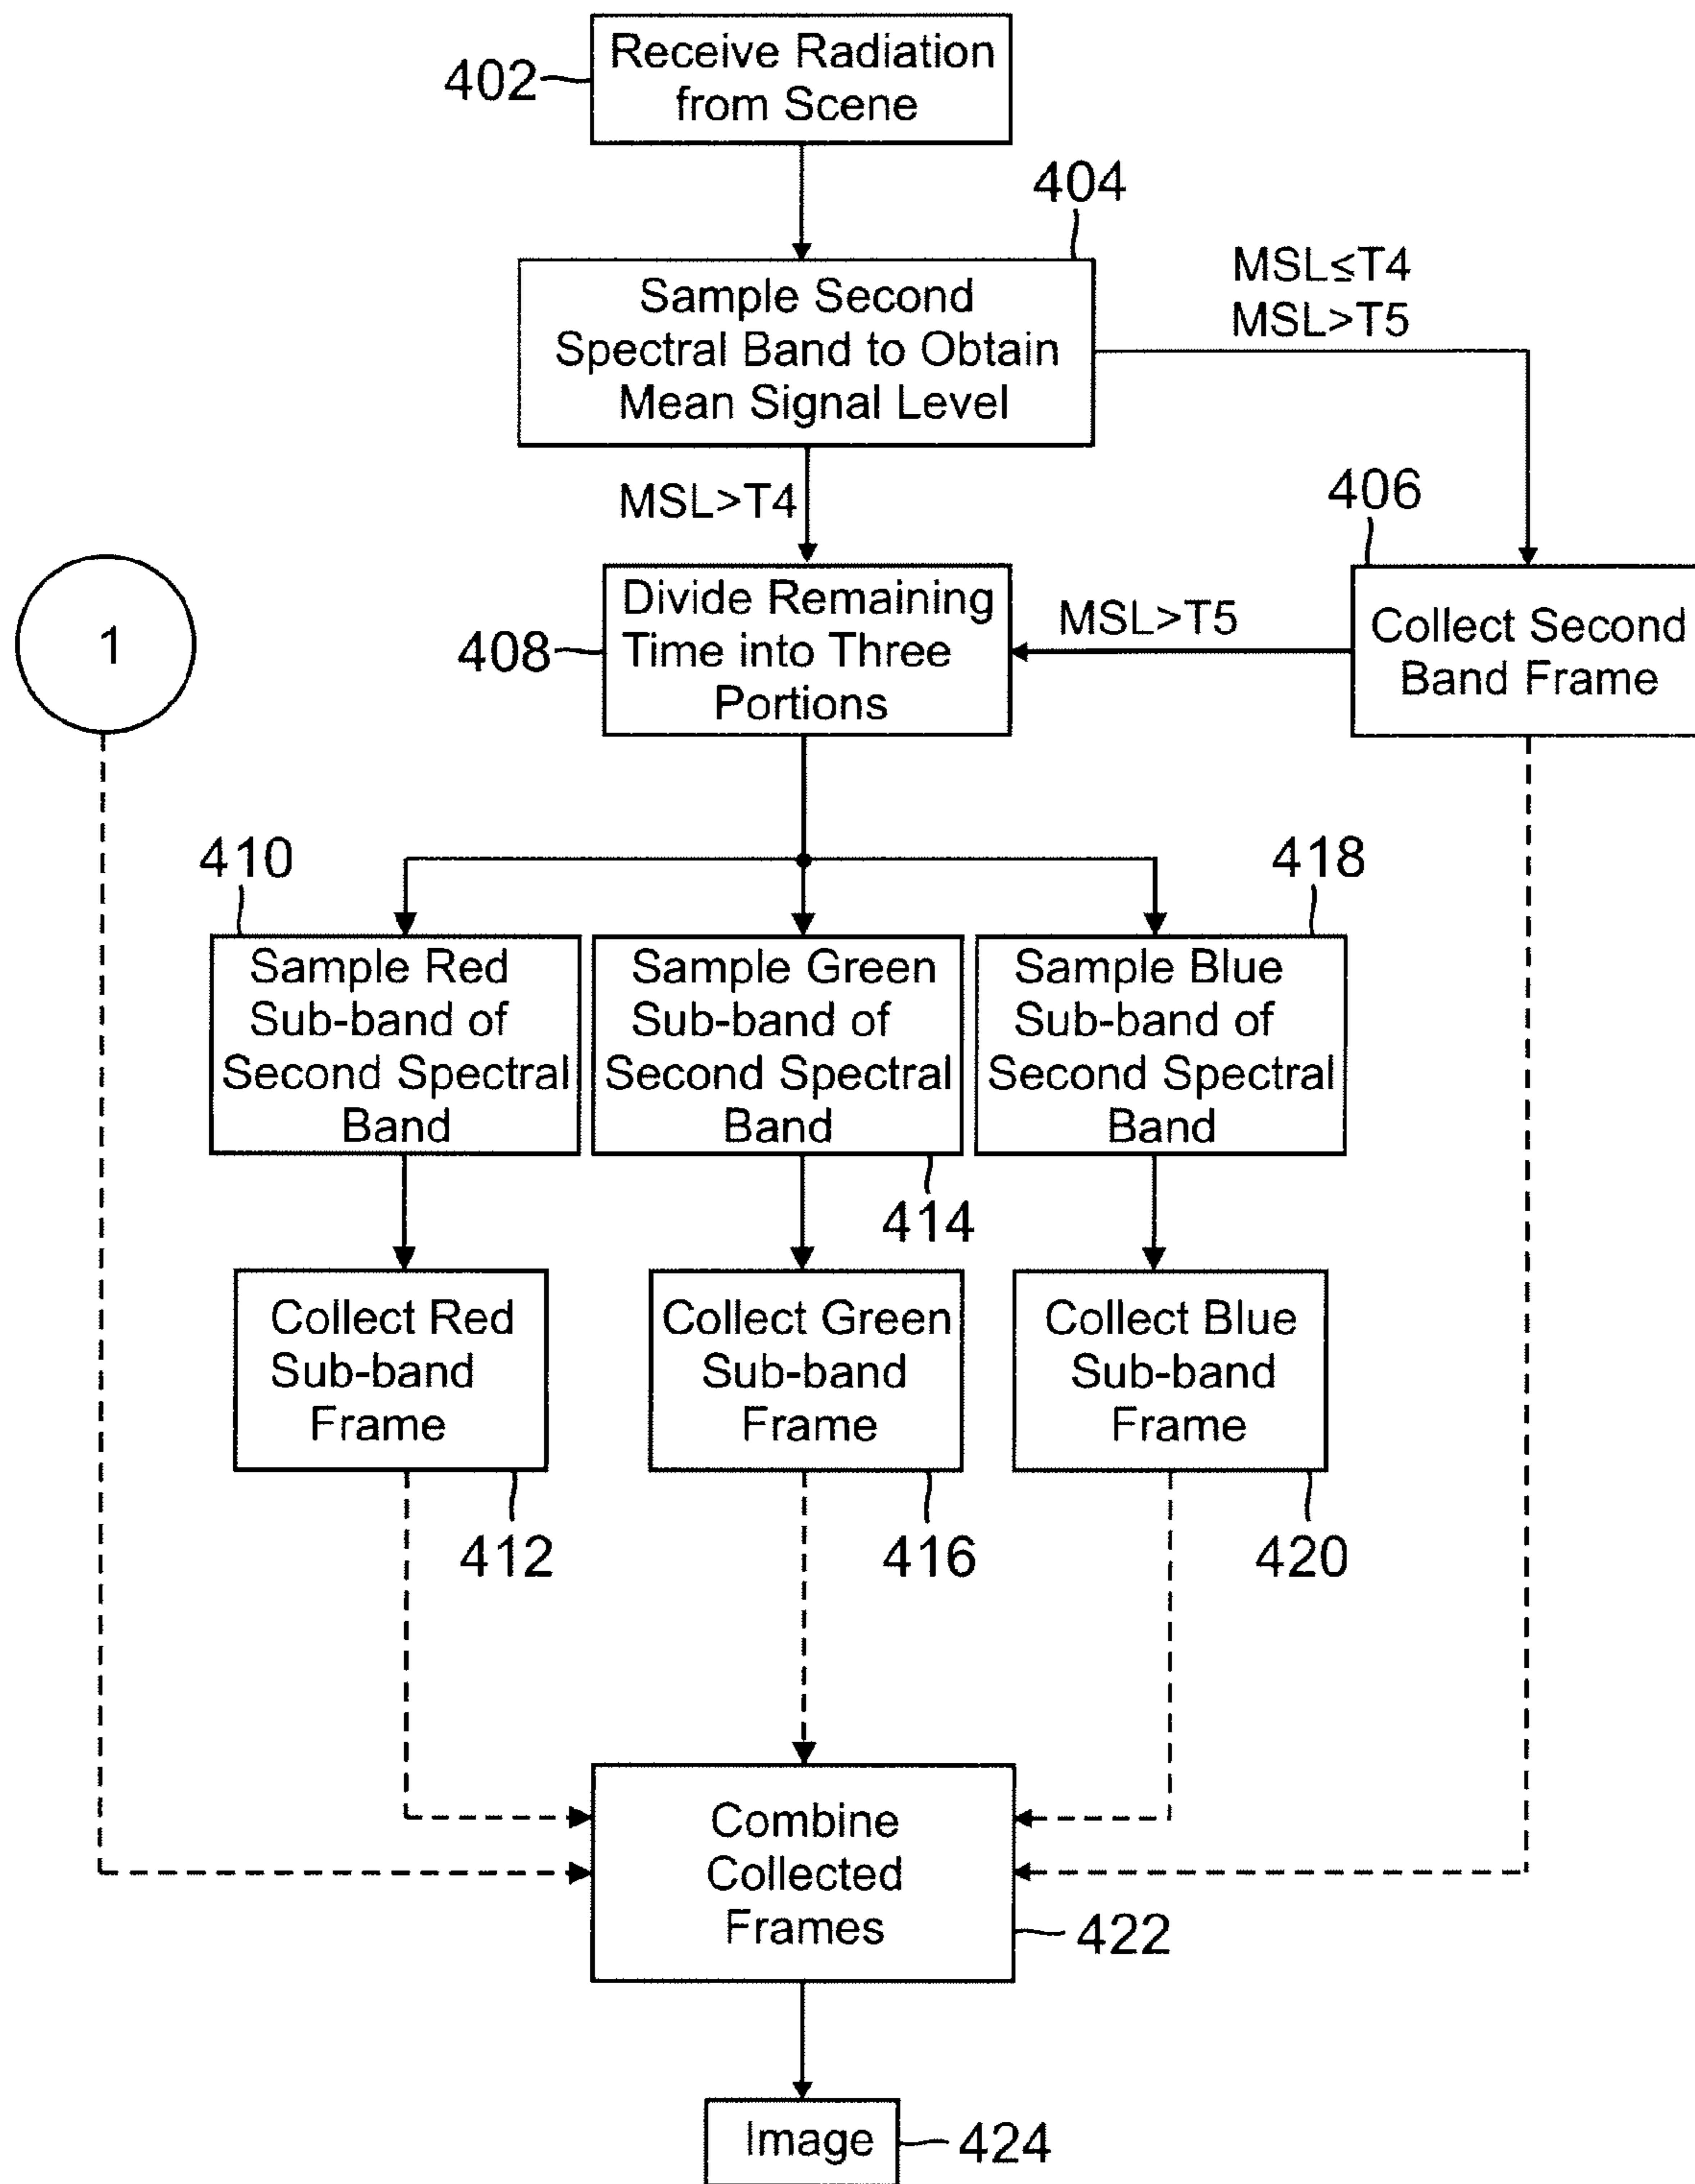 402
Receive Radiation
from Scene
404
Sample Second
Spectral Band to Obtain
Mean Signal Level
MSL≤T4
MSL>T5
MSL>T4
406
1
408
Divide Remaining
Time into Three
Portions
MSL>T5
Collect Second
Band Frame
410
418
Sample Red
Sub-band of
Second Spectral
Band
Sample Green
Sub-band of
Second Spectral
Band
Sample Blue
Sub-band of
Second Spectral
Band
414
Collect Red
Sub-band
Frame
Collect Green
Sub-band
Frame
Collect Blue
Sub-band
Frame
412
416
420
Combine
Collected
Frames
422
Image
424